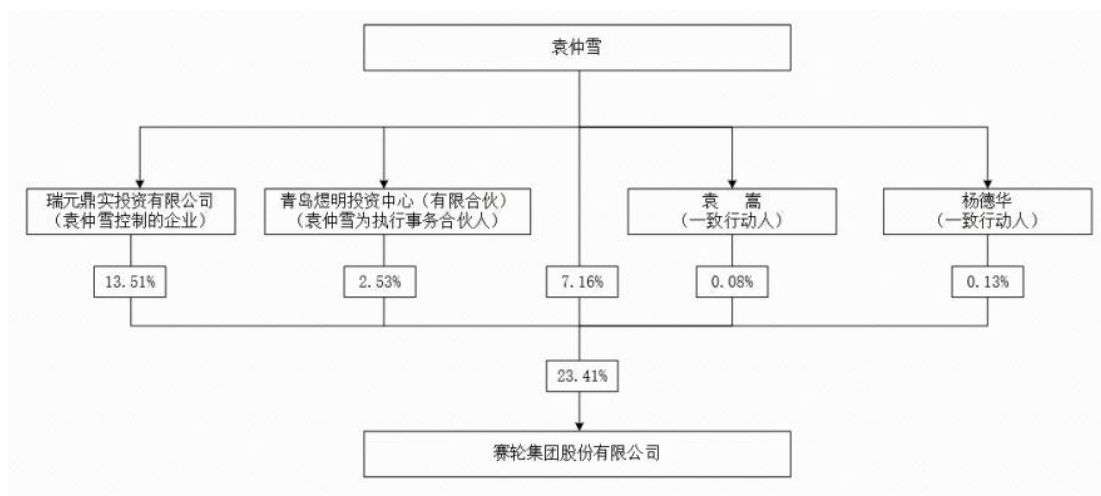 袁仲雪
瑞元鼎实投资有限公司
（袁仲雪控制的企业）
青岛煜明投资中心（有限合伙）
（袁仲雪为执行事务合伙人）
袁　嵩
（一致行动人）
杨德华
（一致行动人）
13.51%
2.53%
7.16%
0.08%
0.13%
23.41%
赛轮集团股份有限公司